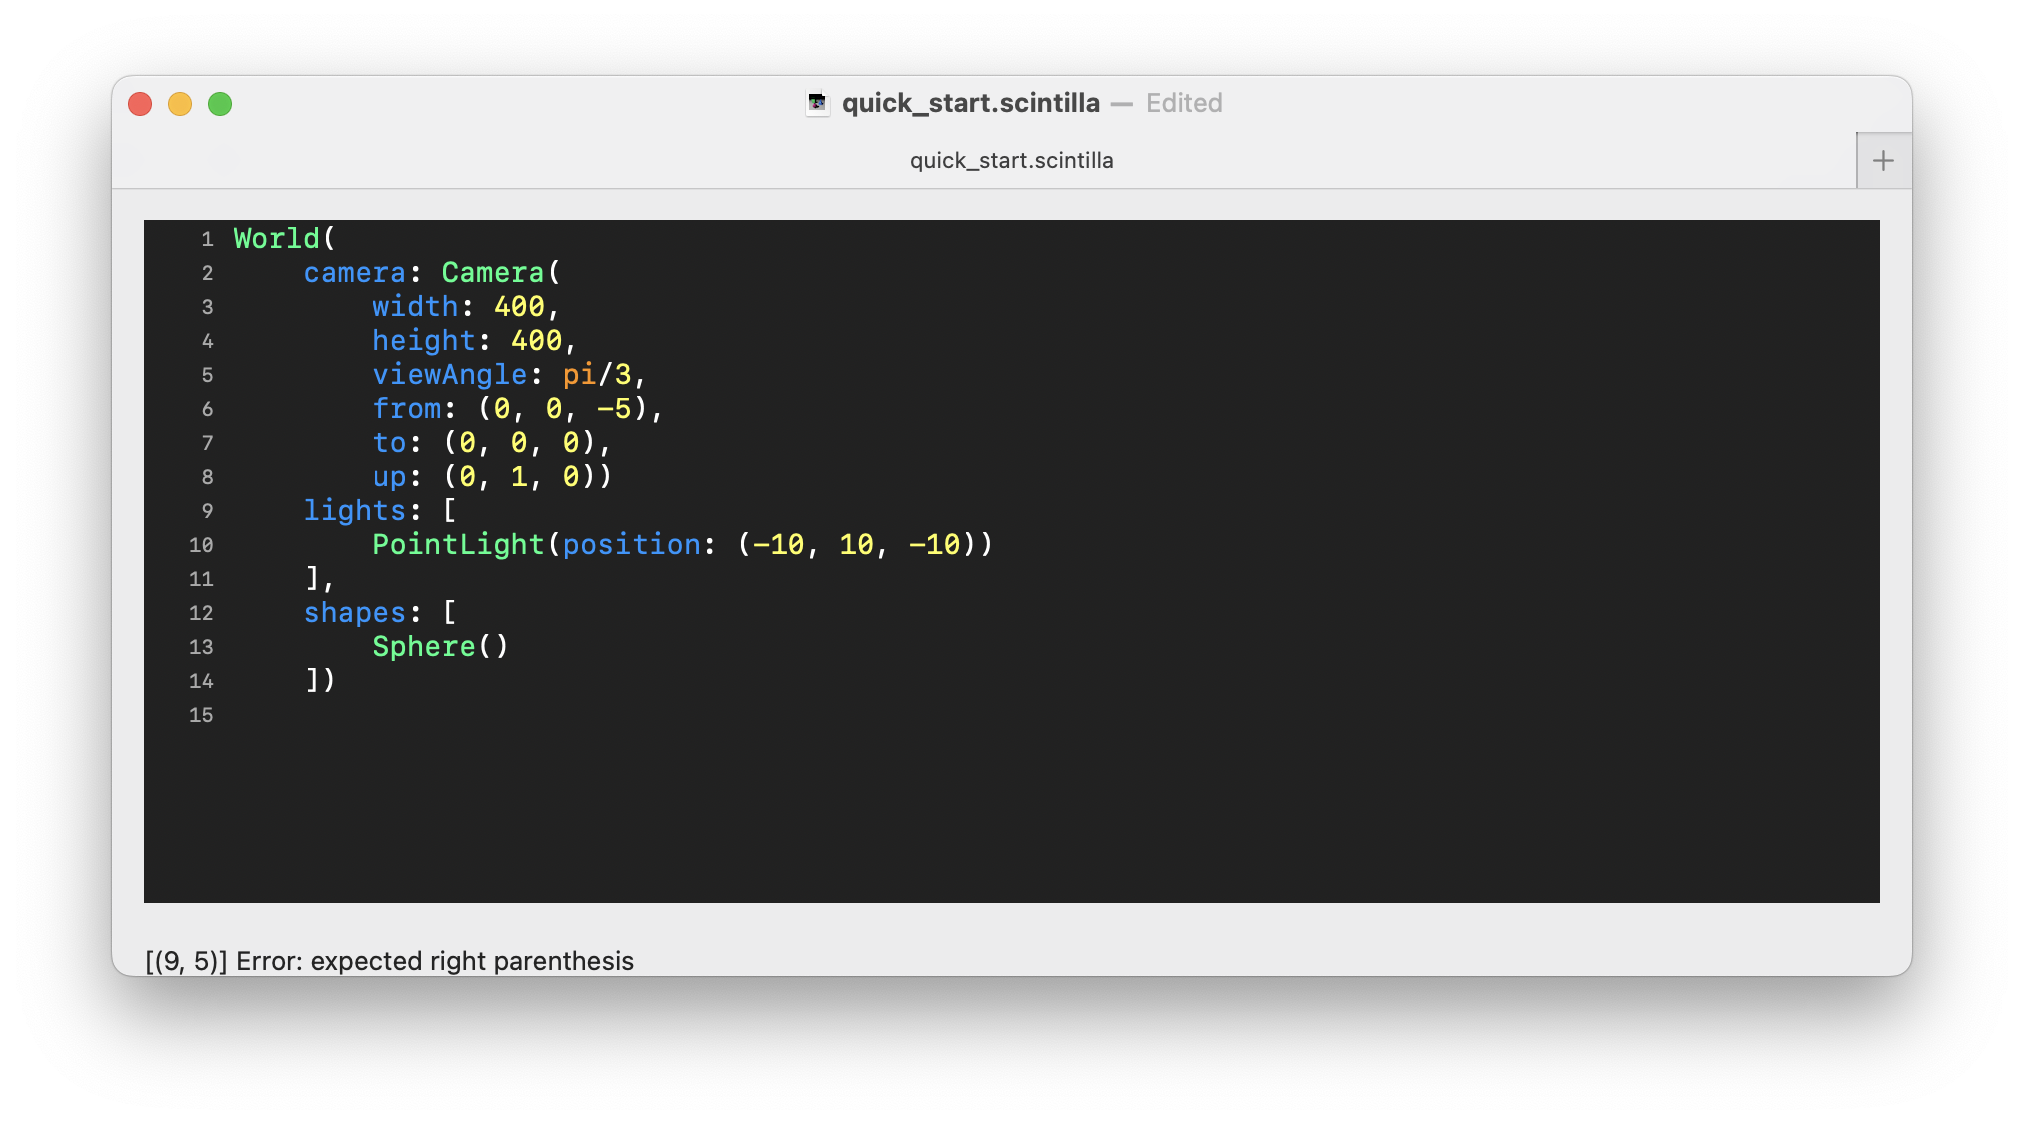 quick_start.scintilla — Edited
quick_start.scintilla
+
1 World(
2     camera: Camera(
3         width: 400,
4         height: 400,
5         viewAngle: pi/3,
6         from: (0, 0, -5),
7         to: (0, 0, 0),
8         up: (0, 1, 0))
9     lights: [
10         PointLight(position: (-10, 10, -10))
11     ],
12     shapes: [
13         Sphere()
14     ])
15
[(9, 5)] Error: expected right parenthesis